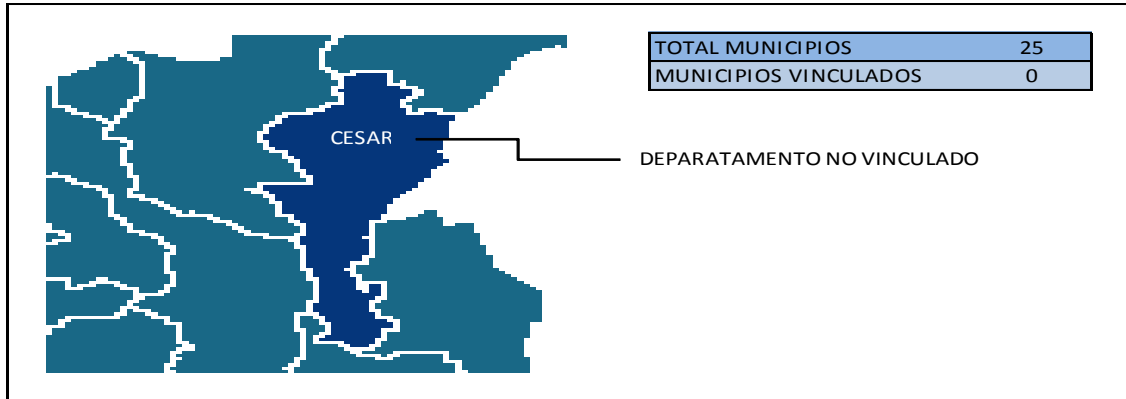 TOTAL MUNICIPIOS 25
MUNICIPIOS VINCULADOS 0
CESAR
DEPARATAMENTO NO VINCULADO